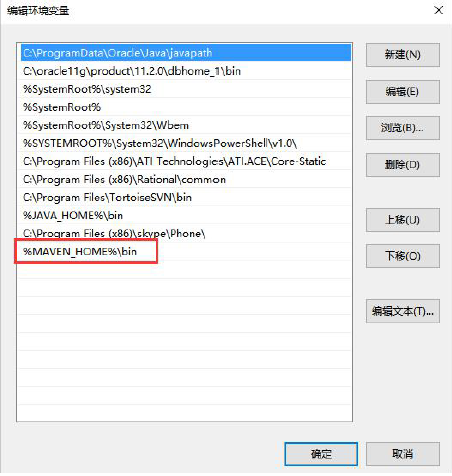 编辑环境变量
C:\ProgramData\Oracle\Java\javapath
C:\oracle11g\product\11.2.0\dbhome_1\bin
%SystemRoot%\system32
%SystemRoot%
%SystemRoot%\System32\Wbem
%SYSTEMROOT%\System32\WindowsPowerShell\v1.0\
C:\Program Files (x86)\ATI Technologies\ATI.ACE\Core-Static
C:\Program Files (x86)\Rational\common
C:\Program Files\TortoiseSVN\bin
%JAVA_HOME%\bin
C:\Program Files (x86)\skype\Phone\
%MAVEN_HOME%\bin
新建(N)
编辑(E)
浏览(B)...
删除(D)
上移(U)
下移(O)
编辑文本(T)...
确定
取消